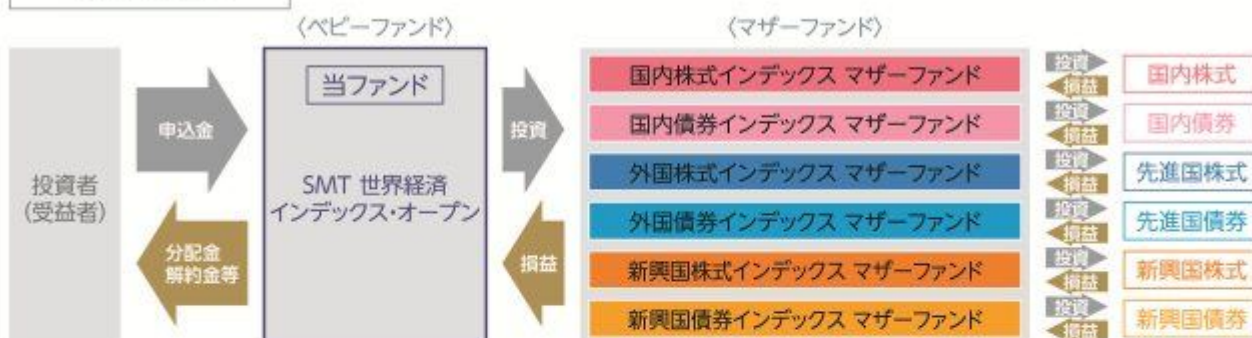 〈ベビーファンド〉
〈マザーファンド〉
投資者
(受益者)
申込金
分配金
解約金等
当ファンド
SMT 世界経済
インデックス・オープン
投資
損益
国内株式インデックス マザーファンド
投資
損益
国内株式
国内債券インデックス マザーファンド
投資
損益
国内債券
外国株式インデックス マザーファンド
投資
損益
先進国株式
外国債券インデックス マザーファンド
投資
損益
先進国債券
新興国株式インデックス マザーファンド
投資
損益
新興国株式
新興国債券インデックス マザーファンド
投資
損益
新興国債券